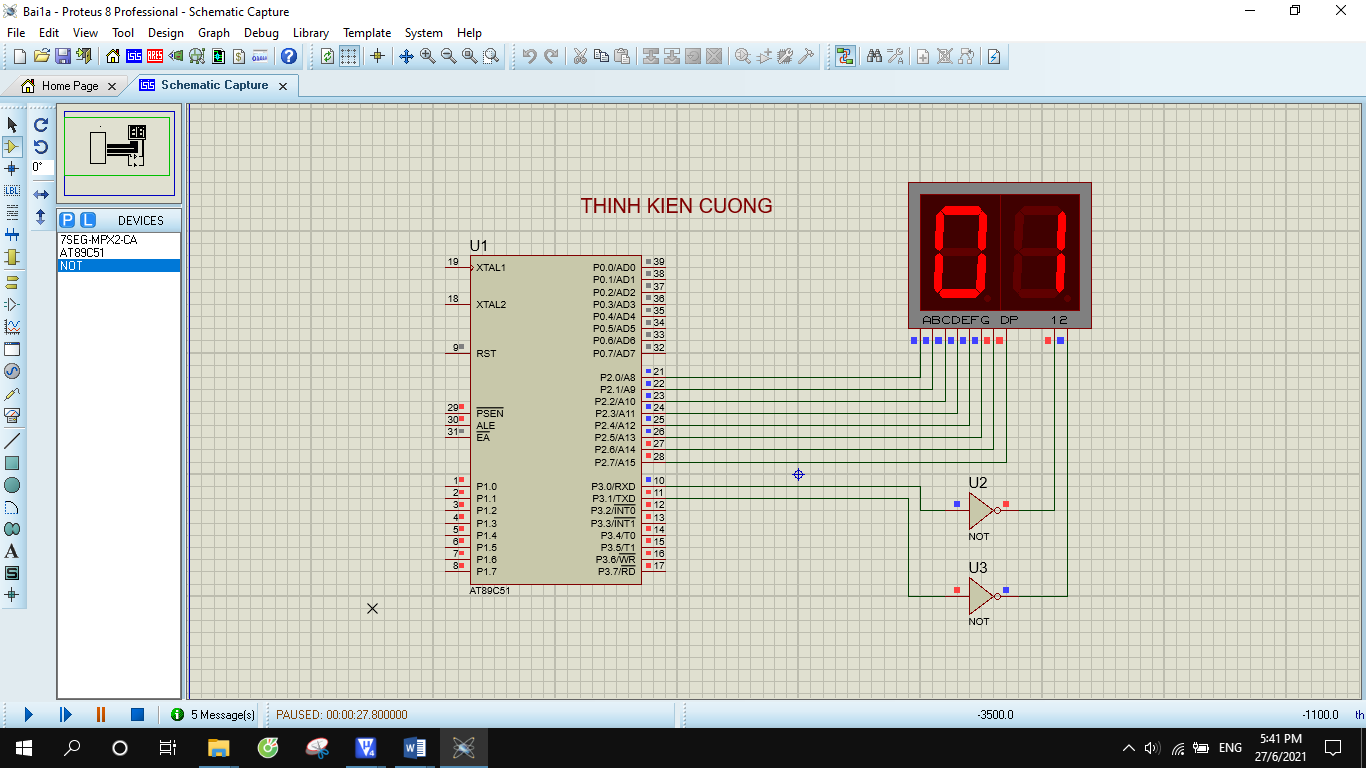 Bai1a - Proteus 8 Professional - Schematic Capture
File Edit View Tool Design Graph Debug Library Template System Help
Home Page
Schematic Capture
0°
LBL
P L DEVICES
7SEG-MPX2-CA
AT89C51
NOT
THINH KIEN CUONG
U1
19 XTAL1
18 XTAL2
9 RST
29 PSEN
30 ALE
31 EA
1 P1.0
2 P1.1
3 P1.2
4 P1.3
5 P1.4
6 P1.5
7 P1.6
8 P1.7
P0.0/AD0 39
P0.1/AD1 38
P0.2/AD2 37
P0.3/AD3 36
P0.4/AD4 35
P0.5/AD5 34
P0.6/AD6 33
P0.7/AD7 32
P2.0/A8 21
P2.1/A9 22
P2.2/A10 23
P2.3/A11 24
P2.4/A12 25
P2.5/A13 26
P2.6/A14 27
P2.7/A15 28
P3.0/RXD 10
P3.1/TXD 11
P3.2/INT0 12
P3.3/INT1 13
P3.4/T0 14
P3.5/T1 15
P3.6/WR 16
P3.7/RD 17
AT89C51
01
ABCDEFG DP 12
U2
NOT
U3
NOT
5 Message(s)
PAUSED: 00:00:27.800000
-3500.0
-1100.0
th
ENG
5:41 PM
27/6/2021